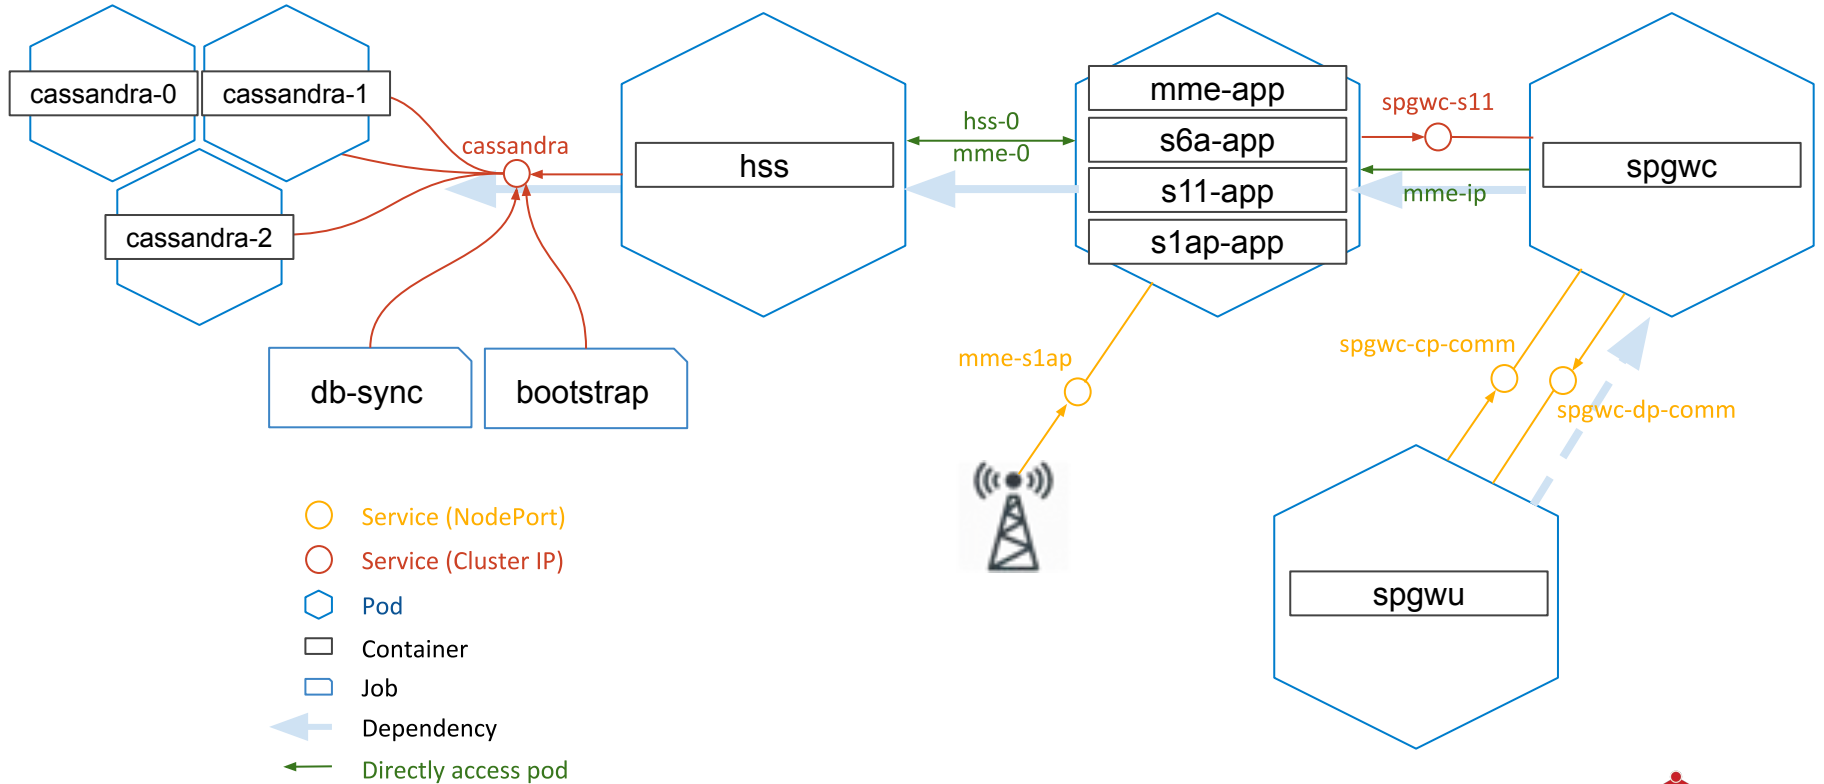 cassandra-0
cassandra-1
cassandra-2
cassandra
db-sync
bootstrap
hss
hss-0
mme-0
mme-app
s6a-app
s11-app
s1ap-app
spgwc-s11
mme-ip
spgwc
mme-s1ap
spgwc-cp-comm
spgwc-dp-comm
spgwu
Service (NodePort)
Service (Cluster IP)
Pod
Container
Job
Dependency
Directly access pod